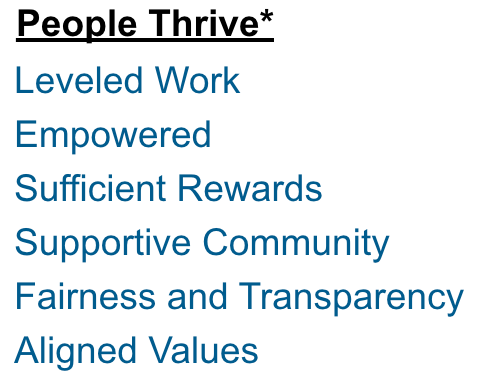 People Thrive*
Leveled Work
Empowered
Sufficient Rewards
Supportive Community
Fairness and Transparency
Aligned Values